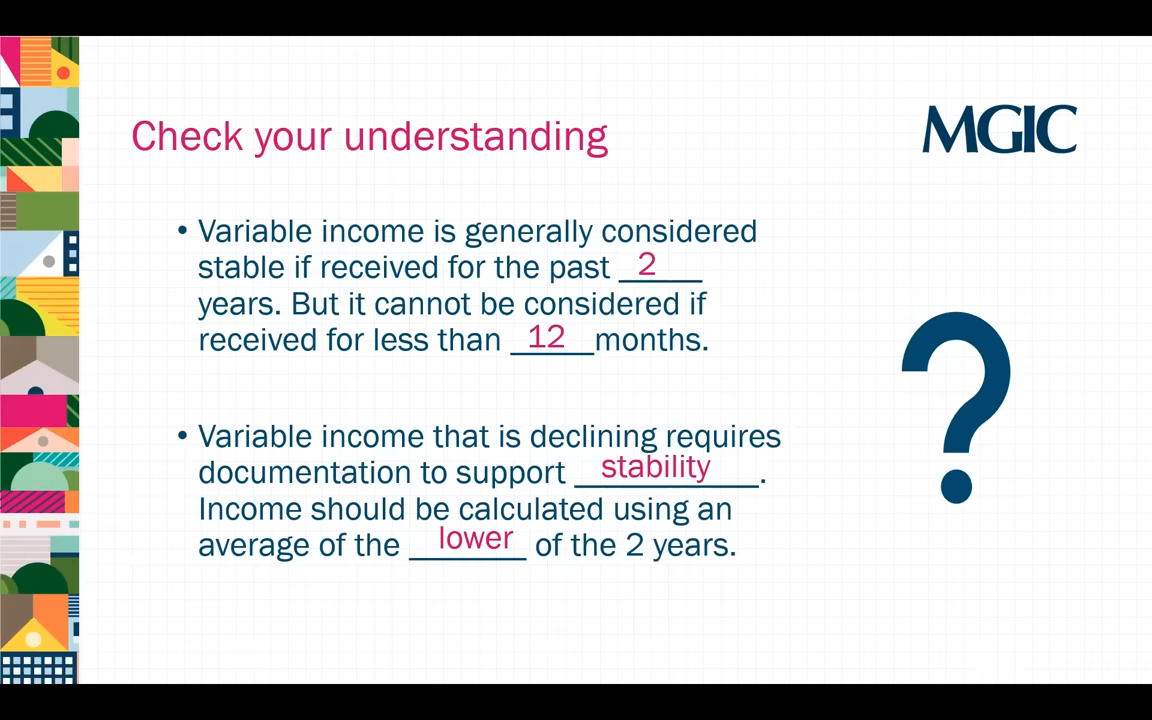 MGIC
Check your understanding
• Variable income is generally considered
stable if received for the past 2
years. But it cannot be considered if
received for less than 12 months.
• Variable income that is declining requires
documentation to support stability.
Income should be calculated using an
average of the lower of the 2 years.
?